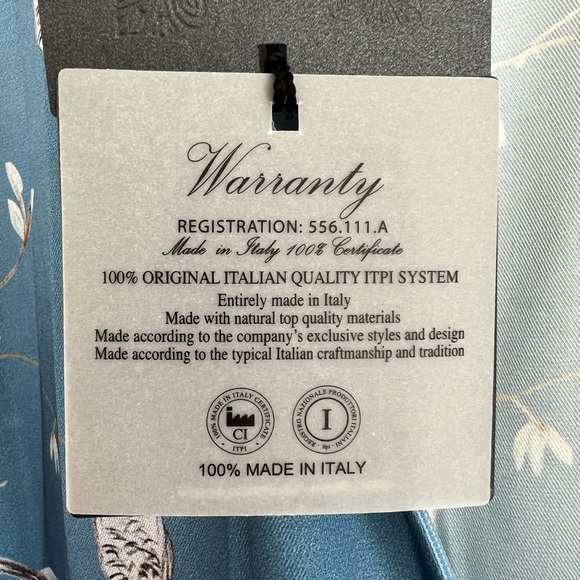 Warranty
REGISTRATION: 556.111.A
Made in Italy 100% Certificate
100% ORIGINAL ITALIAN QUALITY ITPI SYSTEM
Entirely made in Italy
Made with natural top quality materials
Made according to the company's exclusive styles and design
Made according to the typical Italian craftmanship and tradition
100% MADE IN ITALY CERTIFICATE
CI
ITPI
REGISTRO NAZIONALE PRODUTTORI ITALIANI
I
100% MADE IN ITALY